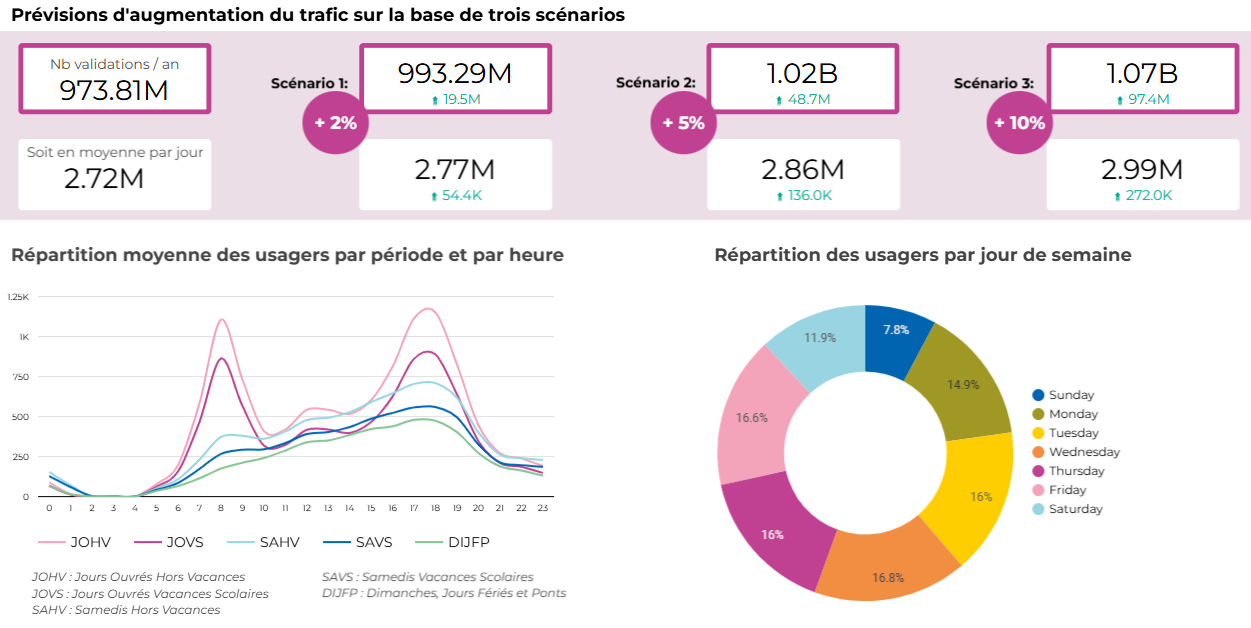 Prévisions d'augmentation du trafic sur la base de trois scénarios
Nb validations / an
973.81M
Scénario 1:
+ 2%
993.29M
19.5M
Scénario 2:
+ 5%
1.02B
48.7M
Scénario 3:
+ 10%
1.07B
97.4M
Soit en moyenne par jour
2.72M
2.77M
54.4K
2.86M
136.0K
2.99M
272.0K
Répartition moyenne des usagers par période et par heure
1.25K
1K
750
500
250
0
0 1 2 3 4 5 6 7 8 9 10 11 12 13 14 15 16 17 18 19 20 21 22 23
JOHV JOVS SAHV SAVS DIJFP
JOHV : Jours Ouvrés Hors Vacances
JOVS : Jours Ouvrés Vacances Scolaires
SAHV : Samedis Hors Vacances
SAVS : Samedis Vacances Scolaires
DIJFP : Dimanches, Jours Fériés et Ponts
Répartition des usagers par jour de semaine
7.8%
14.9%
16%
16.8%
16%
16.6%
11.9%
Sunday
Monday
Tuesday
Wednesday
Thursday
Friday
Saturday